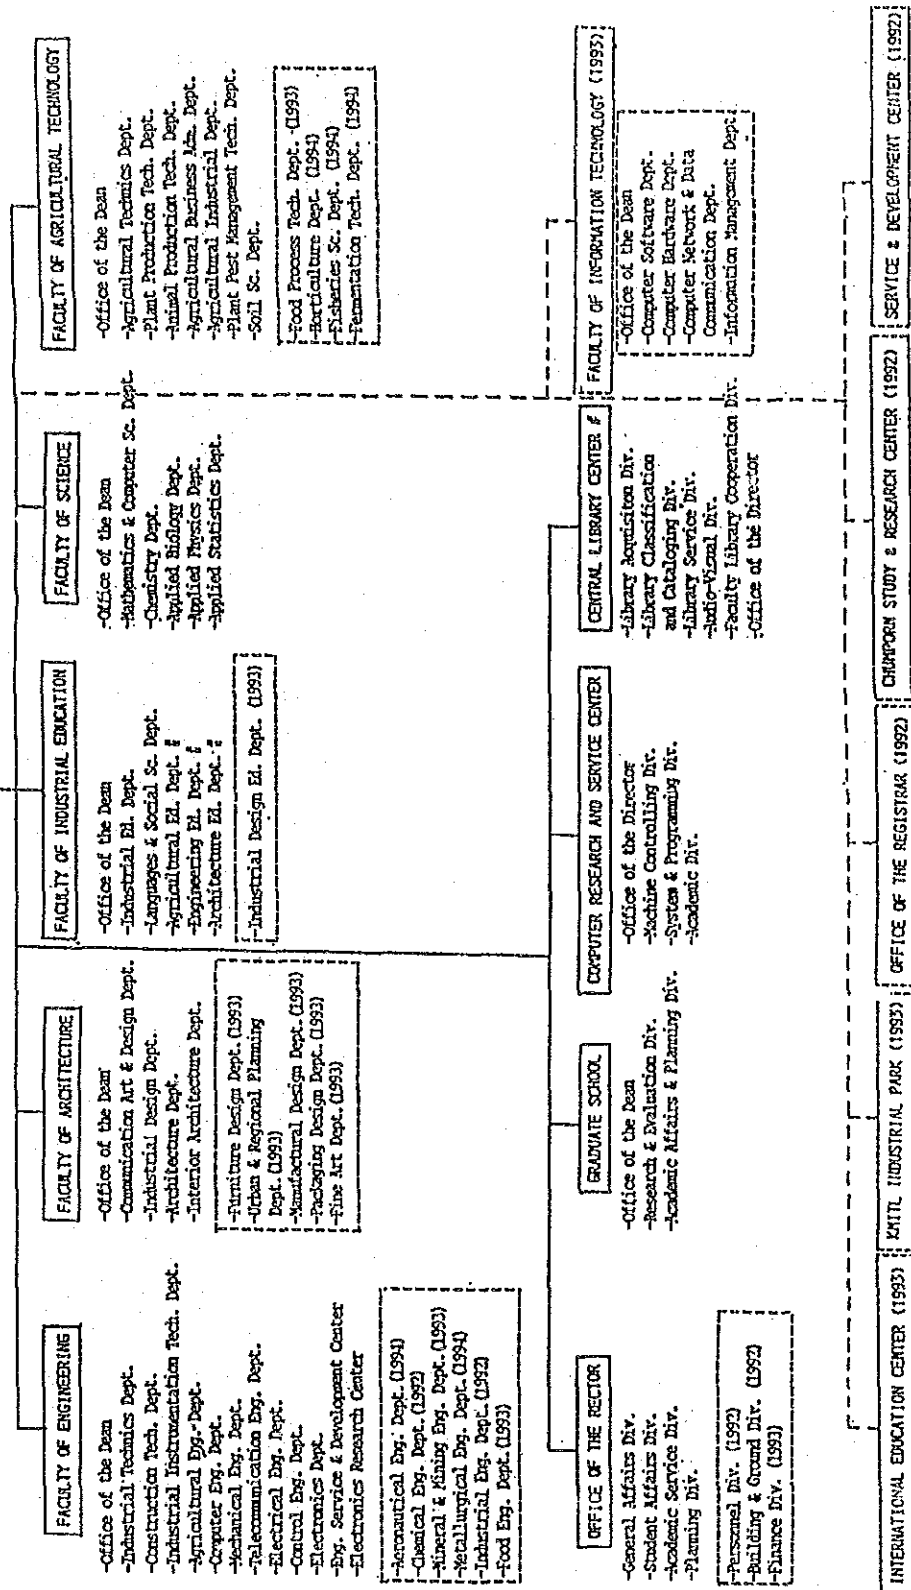 FACULTY OF ENGINEERING
-Office of the Dean
-Industrial Technics Dept.
-Construction Tech. Dept.
-Industrial Instrumentation Tech. Dept.
-Agricultural Eng. Dept.
-Computer Eng. Dept.
-Mechanical Eng. Dept.
-Telecommunication Eng. Dept.
-Electrical Eng. Dept.
-Control Eng. Dept.
-Electronics Dept.
-Eng. Service & Development Center
-Electronics Research Center
-Aeronautical Eng. Dept. (1994)
-Chemical Eng. Dept. (1992)
-Mineral & Mining Eng. Dept. (1993)
-Metallurgical Eng. Dept. (1994)
-Industrial Eng. Dept. (1992)
-Food Eng. Dept. (1993)
FACULTY OF ARCHITECTURE
-Office of the Dean
-Communication Art & Design Dept.
-Industrial Design Dept.
-Architecture Dept.
-Interior Architecture Dept.
-Furniture Design Dept. (1993)
-Urban & Regional Planning
Dept. (1993)
-Manufactural Design Dept. (1993)
-Packaging Design Dept. (1993)
-Fine Art Dept. (1993)
FACULTY OF INDUSTRIAL EDUCATION
-Office of the Dean
-Industrial Ed. Dept.
-Languages & Social Sc. Dept.
-Agricultural Ed. Dept. #
-Engineering Ed. Dept. #
-Architecture Ed. Dept. #
-Industrial Design Ed. Dept. (1993)
FACULTY OF SCIENCE
-Office of the Dean
-Mathematics & Computer Sc. Dept.
-Chemistry Dept.
-Applied Biology Dept.
-Applied Physics Dept.
-Applied Statistics Dept.
FACULTY OF AGRICULTURAL TECHNOLOGY
-Office of the Dean
-Agricultural Technics Dept.
-Plant Production Tech. Dept.
-Animal Production Tech. Dept.
-Agricultural Business Adm. Dept.
-Agricultural Industrial Dept.
-Plant Pest Management Tech. Dept.
-Soil Sc. Dept.
-Food Process Tech. Dept. (1993)
-Horticulture Dept. (1994)
-Fisheries Sc. Dept. (1994)
-Fermentation Tech. Dept. (1994)
OFFICE OF THE RECTOR
-General Affairs Div.
-Student Affairs Div.
-Academic Service Div.
-Planning Div.
-Personnel Div. (1992)
-Building & Ground Div. (1992)
-Finance Div. (1993)
GRADUATE SCHOOL
-Office of the Dean
-Research & Evaluation Div.
-Academic Affairs & Planning Div.
COMPUTER RESEARCH AND SERVICE CENTER
-Office of the Director
-Machine Controlling Div.
-System & Programming Div.
-Academic Div.
CENTRAL LIBRARY CENTER #
-Library Acquisiton Div.
-Library Classification
and Cataloging Div.
-Library Service Div.
-Audio-Visual Div.
-Faculty Library Cooperation Div.
-Office of the Director
FACULTY OF INFORMATION TECHNOLOGY (1993)
-Office of the Dean
-Computer Software Dept.
-Computer Hardware Dept.
-Computer Network & Data
Comunication Dept.
-Information Management Dept.
INTERNATIONAL EDUCATION CENTER (1993)
KMITL INDUSTRIAL PARK (1993)
OFFICE OF THE REGISTRAR (1992)
CHUMPORN STUDY & RESEARCH CENTER (1992)
SERVICE & DEVELOPMENT CENTER (1992)